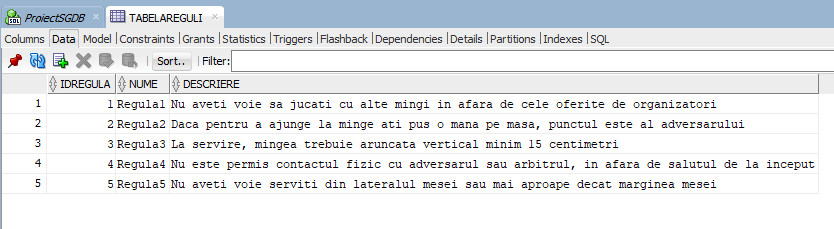 ProiectSGDB TABELAREGULI
Columns Data Model Constraints Grants Statistics Triggers Flashback Dependencies Details Partitions Indexes SQL
Sort.. Filter:
IDREGULA NUME DESCRIERE
1 1 Regula1 Nu aveti voie sa jucati cu alte mingi in afara de cele oferite de organizatori
2 2 Regula2 Daca pentru a ajunge la minge ati pus o mana pe masa, punctul este al adversarului
3 3 Regula3 La servire, mingea trebuie aruncata vertical minim 15 centimetri
4 4 Regula4 Nu este permis contactul fizic cu adversarul sau arbitrul, in afara de salutul de la inceput
5 5 Regula5 Nu aveti voie serviti din lateralul mesei sau mai aproape decat marginea mesei